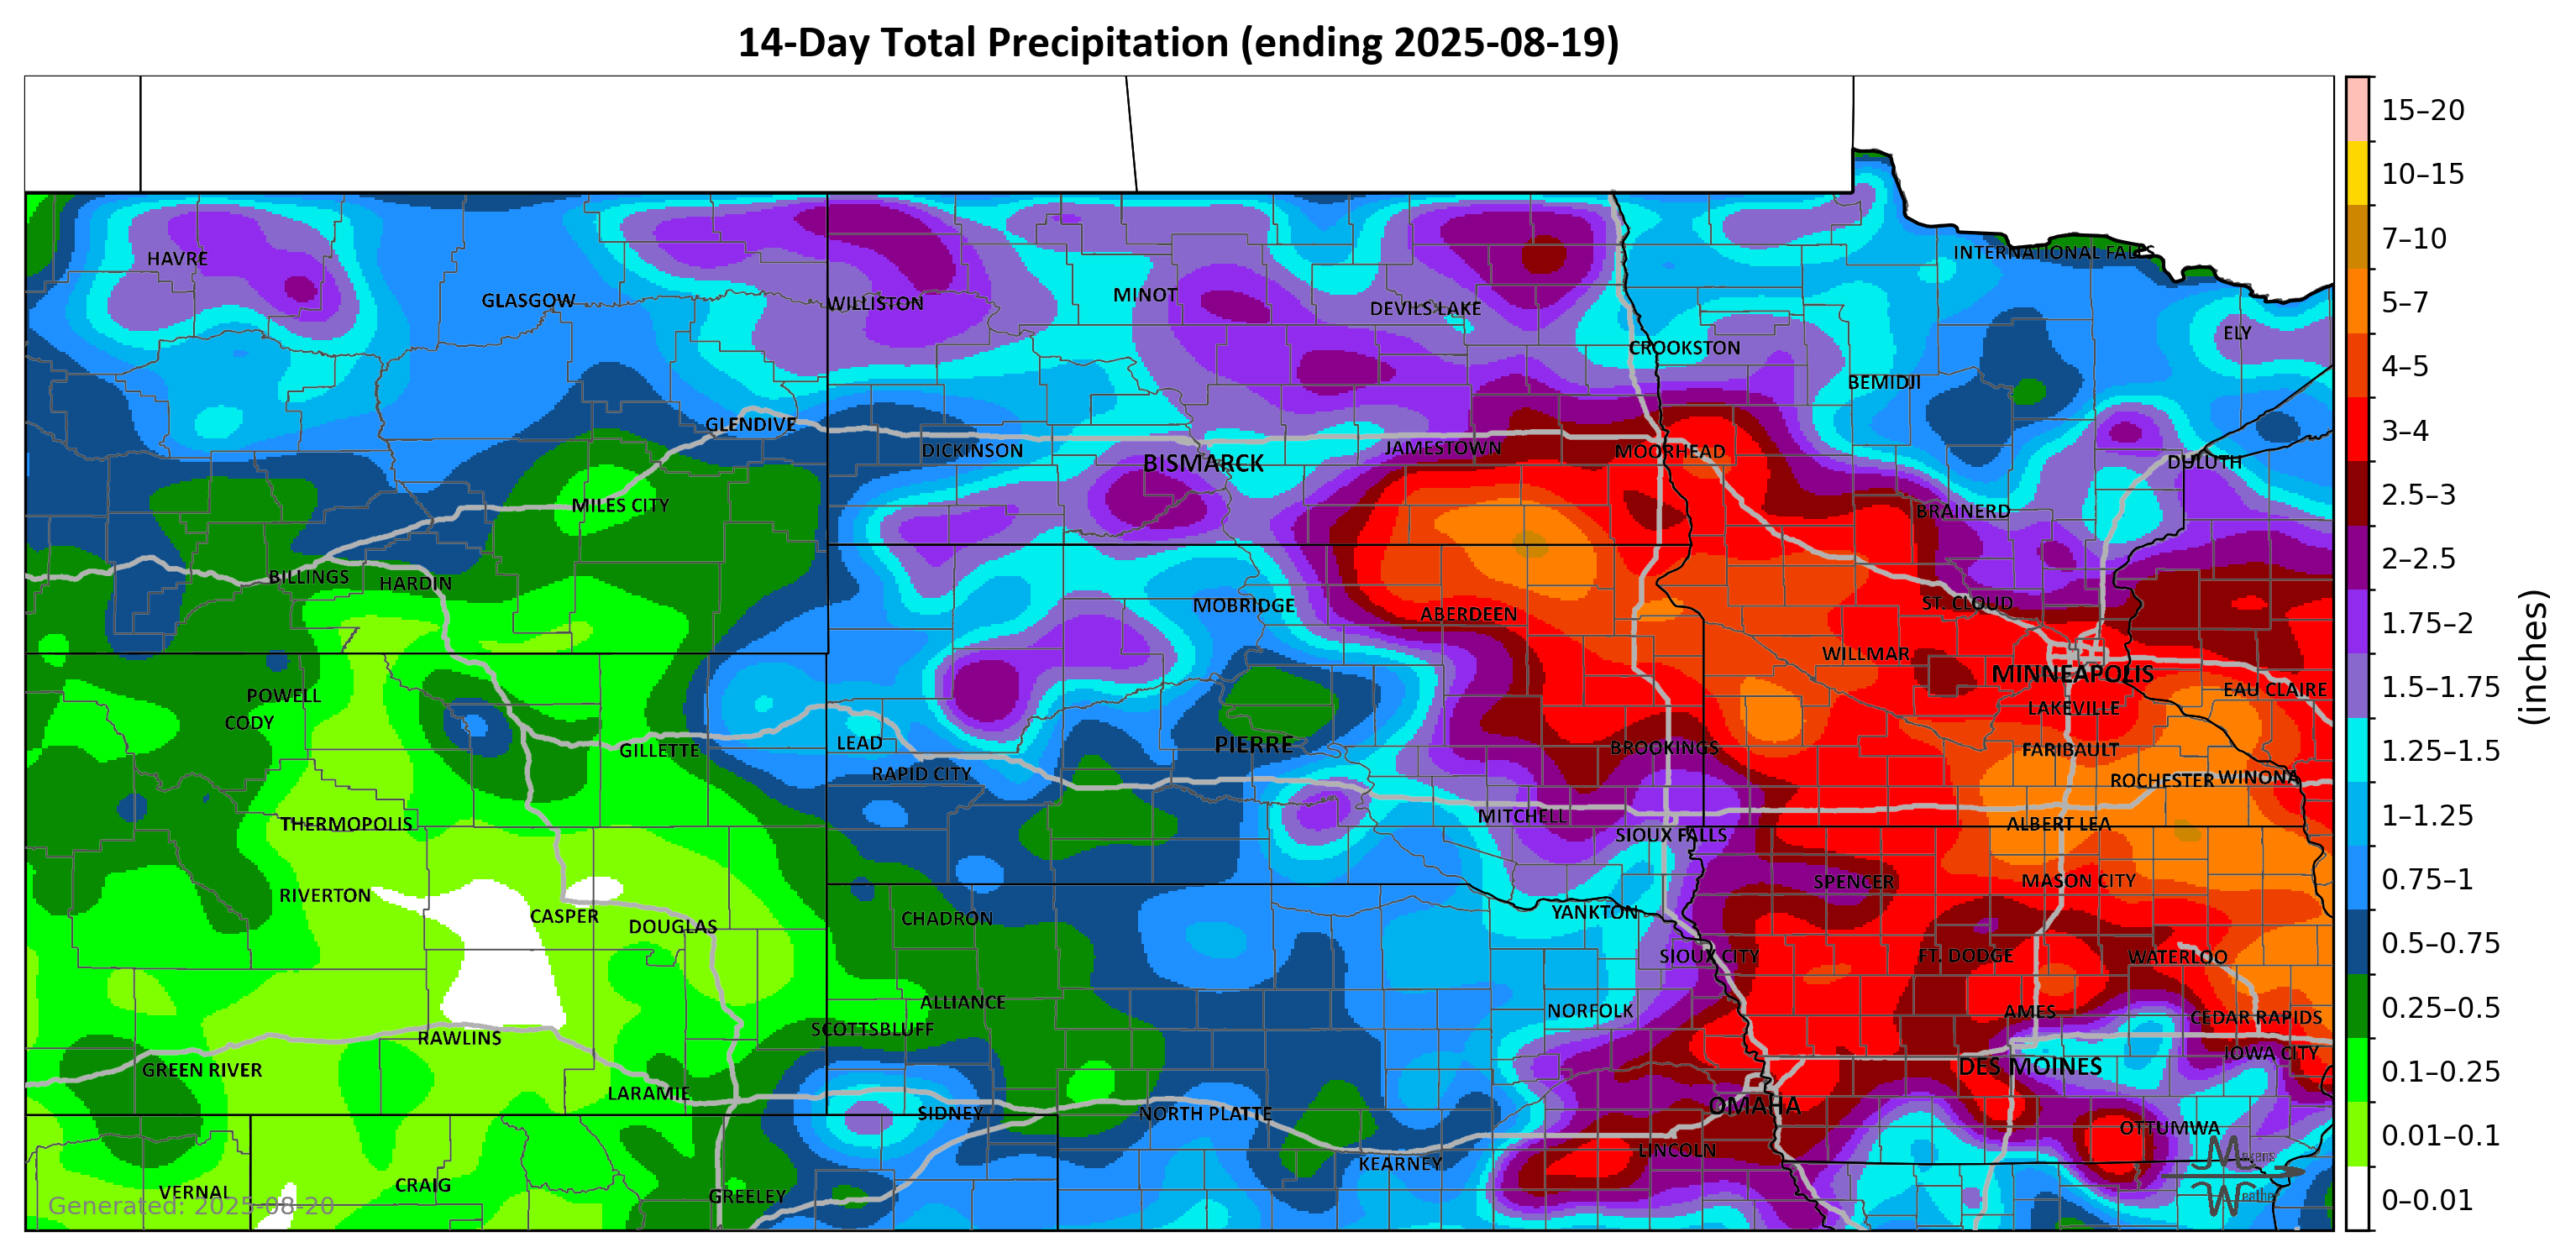 14-Day Total Precipitation (ending 2025-08-19)
HAVRE
GLASGOW
WILLISTON
MINOT
DEVILS LAKE
CROOKSTON
INTERNATIONAL FALLS
ELY
BEMIDJI
GLENDIVE
DICKINSON
BISMARCK
JAMESTOWN
MOORHEAD
DULUTH
MILES CITY
BRAINERD
BILLINGS
HARDIN
MOBRIDGE
ABERDEEN
ST. CLOUD
WILLMAR
MINNEAPOLIS
EAU CLAIRE
POWELL
CODY
LAKEVILLE
GILLETTE
LEAD
PIERRE
BROOKINGS
FARIBAULT
RAPID CITY
ROCHESTER
WINONA
THERMOPOLIS
MITCHELL
SIOUX FALLS
ALBERT LEA
RIVERTON
CASPER
DOUGLAS
CHADRON
YANKTON
SPENCER
MASON CITY
SIOUX CITY
FT. DODGE
WATERLOO
ALLIANCE
NORFOLK
AMES
CEDAR RAPIDS
SCOTTSBLUFF
RAWLINS
GREEN RIVER
DES MOINES
IOWA CITY
LARAMIE
SIDNEY
NORTH PLATTE
OMAHA
OTTUMWA
LINCOLN
KEARNEY
VERNAL
CRAIG
GREELEY
Generated: 2025-08-20
15–20
10–15
7–10
5–7
4–5
3–4
2.5–3
2–2.5
1.75–2
1.5–1.75
1.25–1.5
1–1.25
0.75–1
0.5–0.75
0.25–0.5
0.1–0.25
0.01–0.1
0–0.01
(inches)